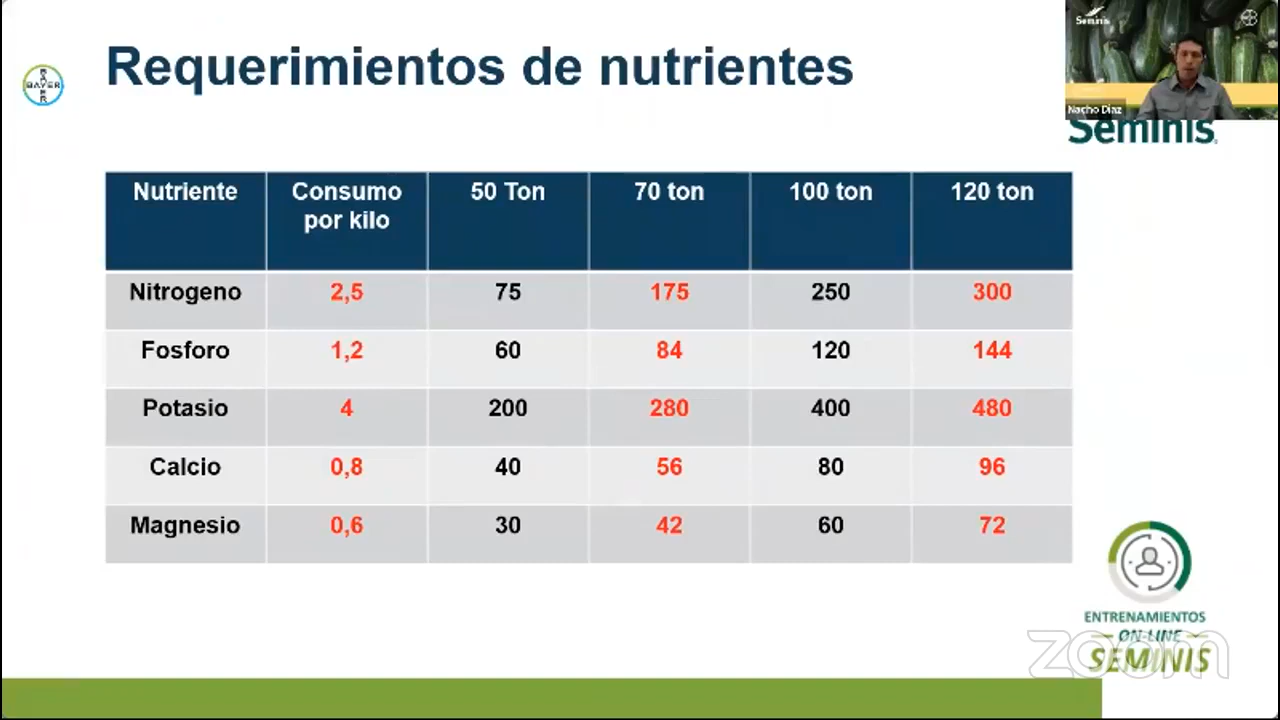 Requerimientos de nutrientes
BAYER
BAYER
Seminis
Nacho Diaz
Seminis
Nutriente Consumo por kilo 50 Ton 70 ton 100 ton 120 ton
Nitrogeno 2,5 75 175 250 300
Fosforo 1,2 60 84 120 144
Potasio 4 200 280 400 480
Calcio 0,8 40 56 80 96
Magnesio 0,6 30 42 60 72
ENTRENAMIENTOS
ON-LINE
SEMINIS
zoom